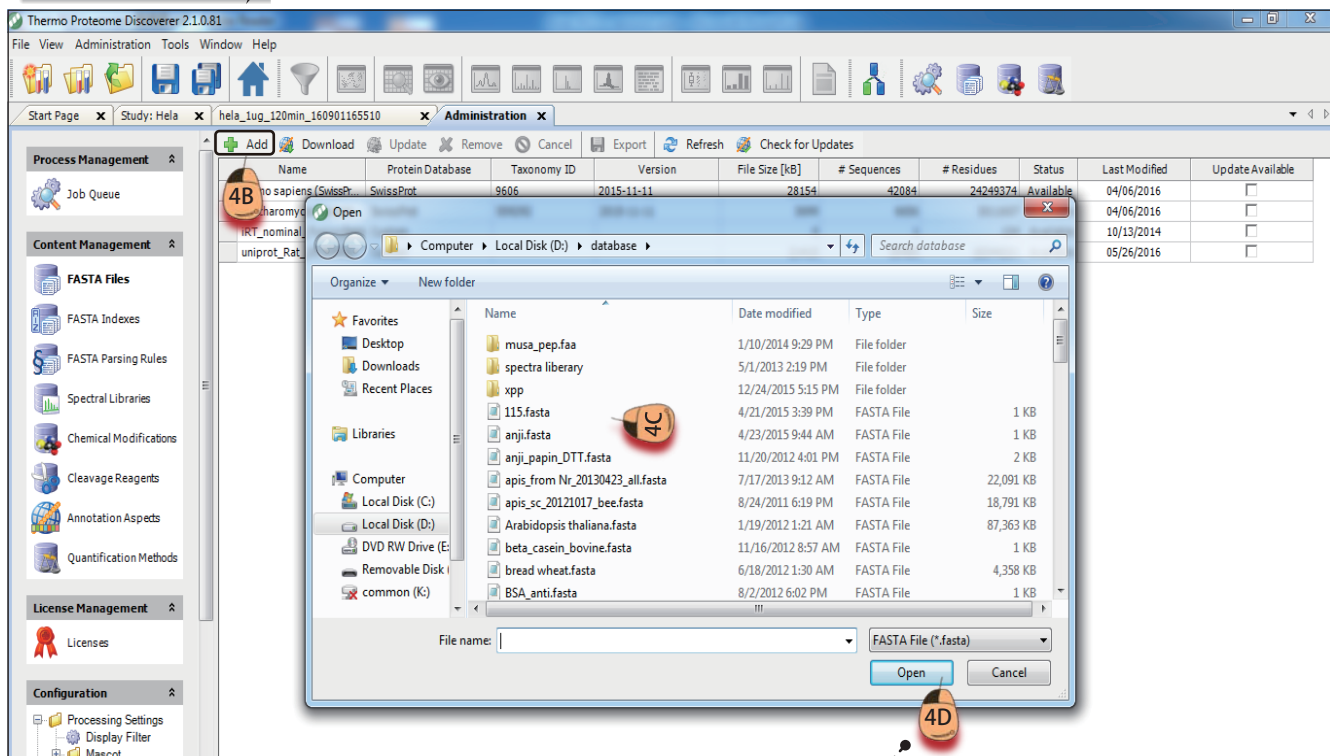 Thermo Proteome Discoverer 2.1.0.81
File View Administration Tools Window Help
Start Page x Study: Hela x hela_1ug_120min_160901165510 x Administration x
Add Download Update Remove Cancel Export Refresh Check for Updates
Name Protein Database Taxonomy ID Version File Size [kB] # Sequences # Residues Status Last Modified Update Available
no sapiens (SwissPr... SwissProt 9606 2015-11-11 28154 42084 24249374 Available 04/06/2016
haromyc 04/06/2016
iRT_nominal_ 10/13/2014
uniprot_Rat_ 05/26/2016
4B
Process Management
Job Queue
Content Management
FASTA Files
FASTA Indexes
FASTA Parsing Rules
Spectral Libraries
Chemical Modifications
Cleavage Reagents
Annotation Aspects
Quantification Methods
License Management
Licenses
Configuration
Processing Settings
Display Filter
Mascot
Open
Computer Local Disk (D:) database Search database
Organize New folder
Favorites
Desktop
Downloads
Recent Places
Libraries
Computer
Local Disk (C:)
Local Disk (D:)
DVD RW Drive (E:
Removable Disk (
common (K:)
Name Date modified Type Size
musa_pep.faa 1/10/2014 9:29 PM File folder
spectra liberary 5/1/2013 2:19 PM File folder
xpp 12/24/2015 5:15 PM File folder
115.fasta 4/21/2015 3:39 PM FASTA File 1 KB
anji.fasta 4/23/2015 9:44 AM FASTA File 1 KB
anji_papin_DTT.fasta 11/20/2012 4:01 PM FASTA File 2 KB
apis_from Nr_20130423_all.fasta 7/17/2013 9:12 AM FASTA File 22,091 KB
apis_sc_20121017_bee.fasta 8/24/2011 6:19 PM FASTA File 18,791 KB
Arabidopsis thaliana.fasta 1/19/2012 1:21 AM FASTA File 87,363 KB
beta_casein_bovine.fasta 11/16/2012 8:57 AM FASTA File 1 KB
bread wheat.fasta 6/18/2012 1:30 AM FASTA File 4,358 KB
BSA_anti.fasta 8/2/2012 6:02 PM FASTA File 1 KB
4C
File name: FASTA File (*.fasta)
Open Cancel
4D